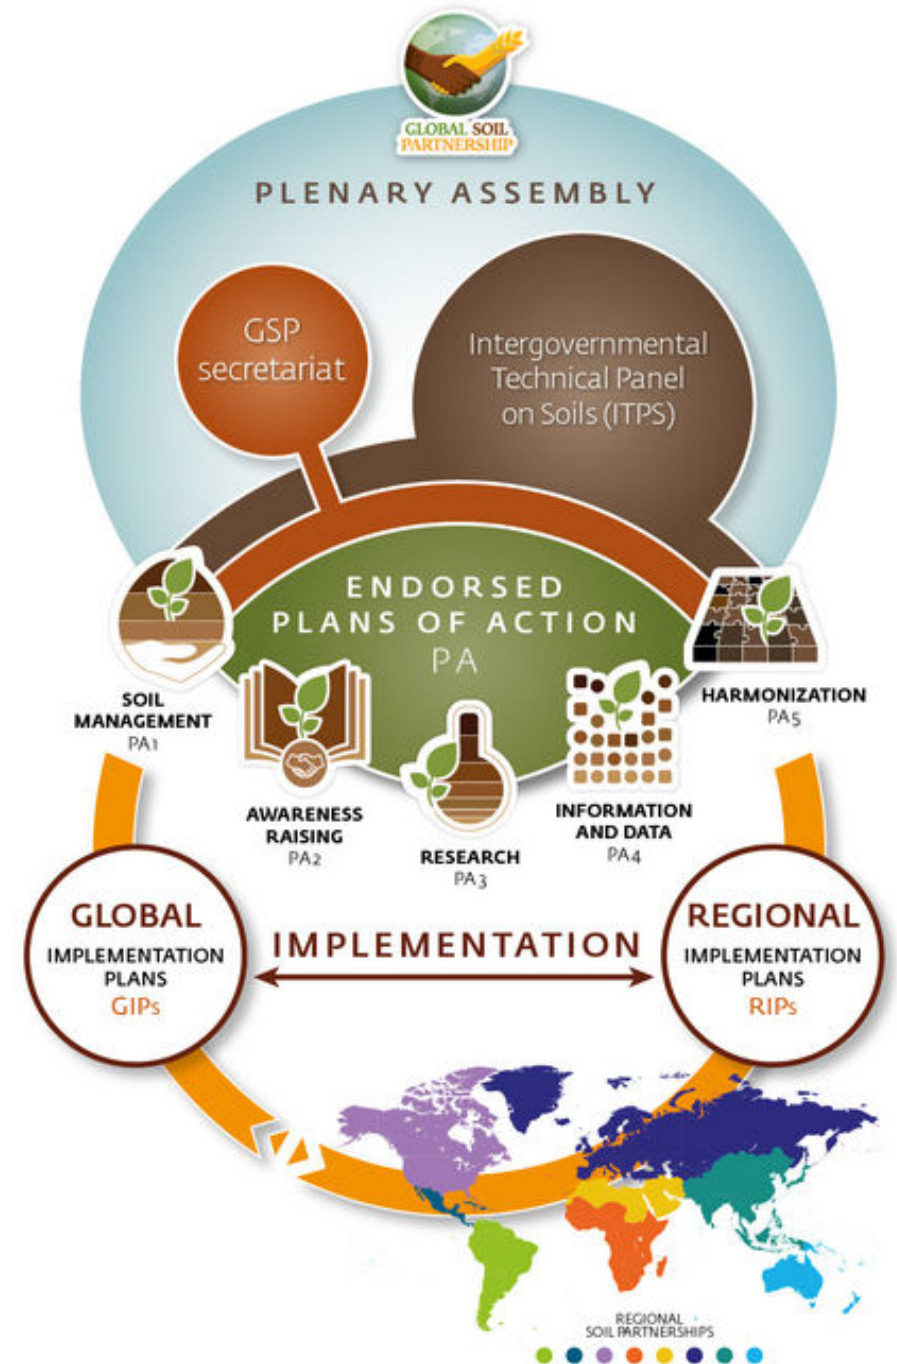 GLOBAL SOIL
PARTNERSHIP
PLENARY ASSEMBLY
GSP
secretariat
Intergovernmental
Technical Panel
on Soils (ITPS)
ENDORSED
PLANS OF ACTION
PA
SOIL
MANAGEMENT
PA1
AWARENESS
RAISING
PA2
RESEARCH
PA3
INFORMATION
AND DATA
PA4
HARMONIZATION
PA5
GLOBAL
IMPLEMENTATION
PLANS
GIPs
IMPLEMENTATION
REGIONAL
IMPLEMENTATION
PLANS
RIPs
REGIONAL
SOIL PARTNERSHIPS